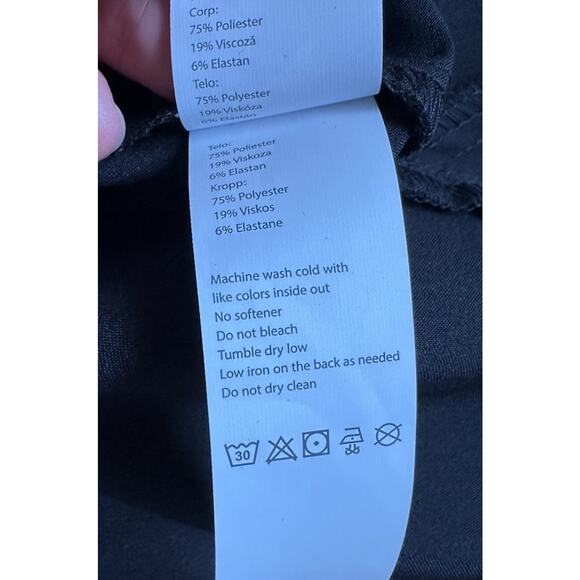 Corp:
75% Poliester
19% Viscoză
6% Elastan
Telo:
75% Polyester
19% Viskóza
6% Elastan
Telo:
75% Poliester
19% Viskoza
6% Elastan
Kropp:
75% Polyester
19% Viskos
6% Elastane
Machine wash cold with
like colors inside out
No softener
Do not bleach
Tumble dry low
Low iron on the back as needed
Do not dry clean
30